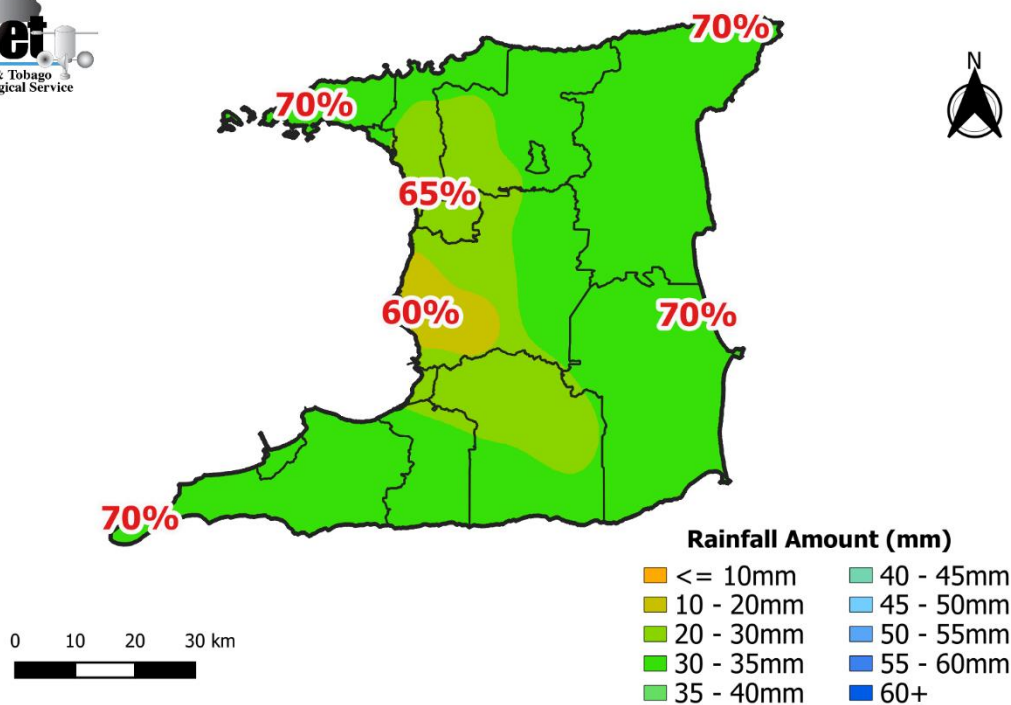 et
& Tobago
gical Service
70%
70%
N
65%
60%
70%
70%
Rainfall Amount (mm)
<= 10mm
10 - 20mm
20 - 30mm
30 - 35mm
35 - 40mm
40 - 45mm
45 - 50mm
50 - 55mm
55 - 60mm
60+
0 10 20 30 km